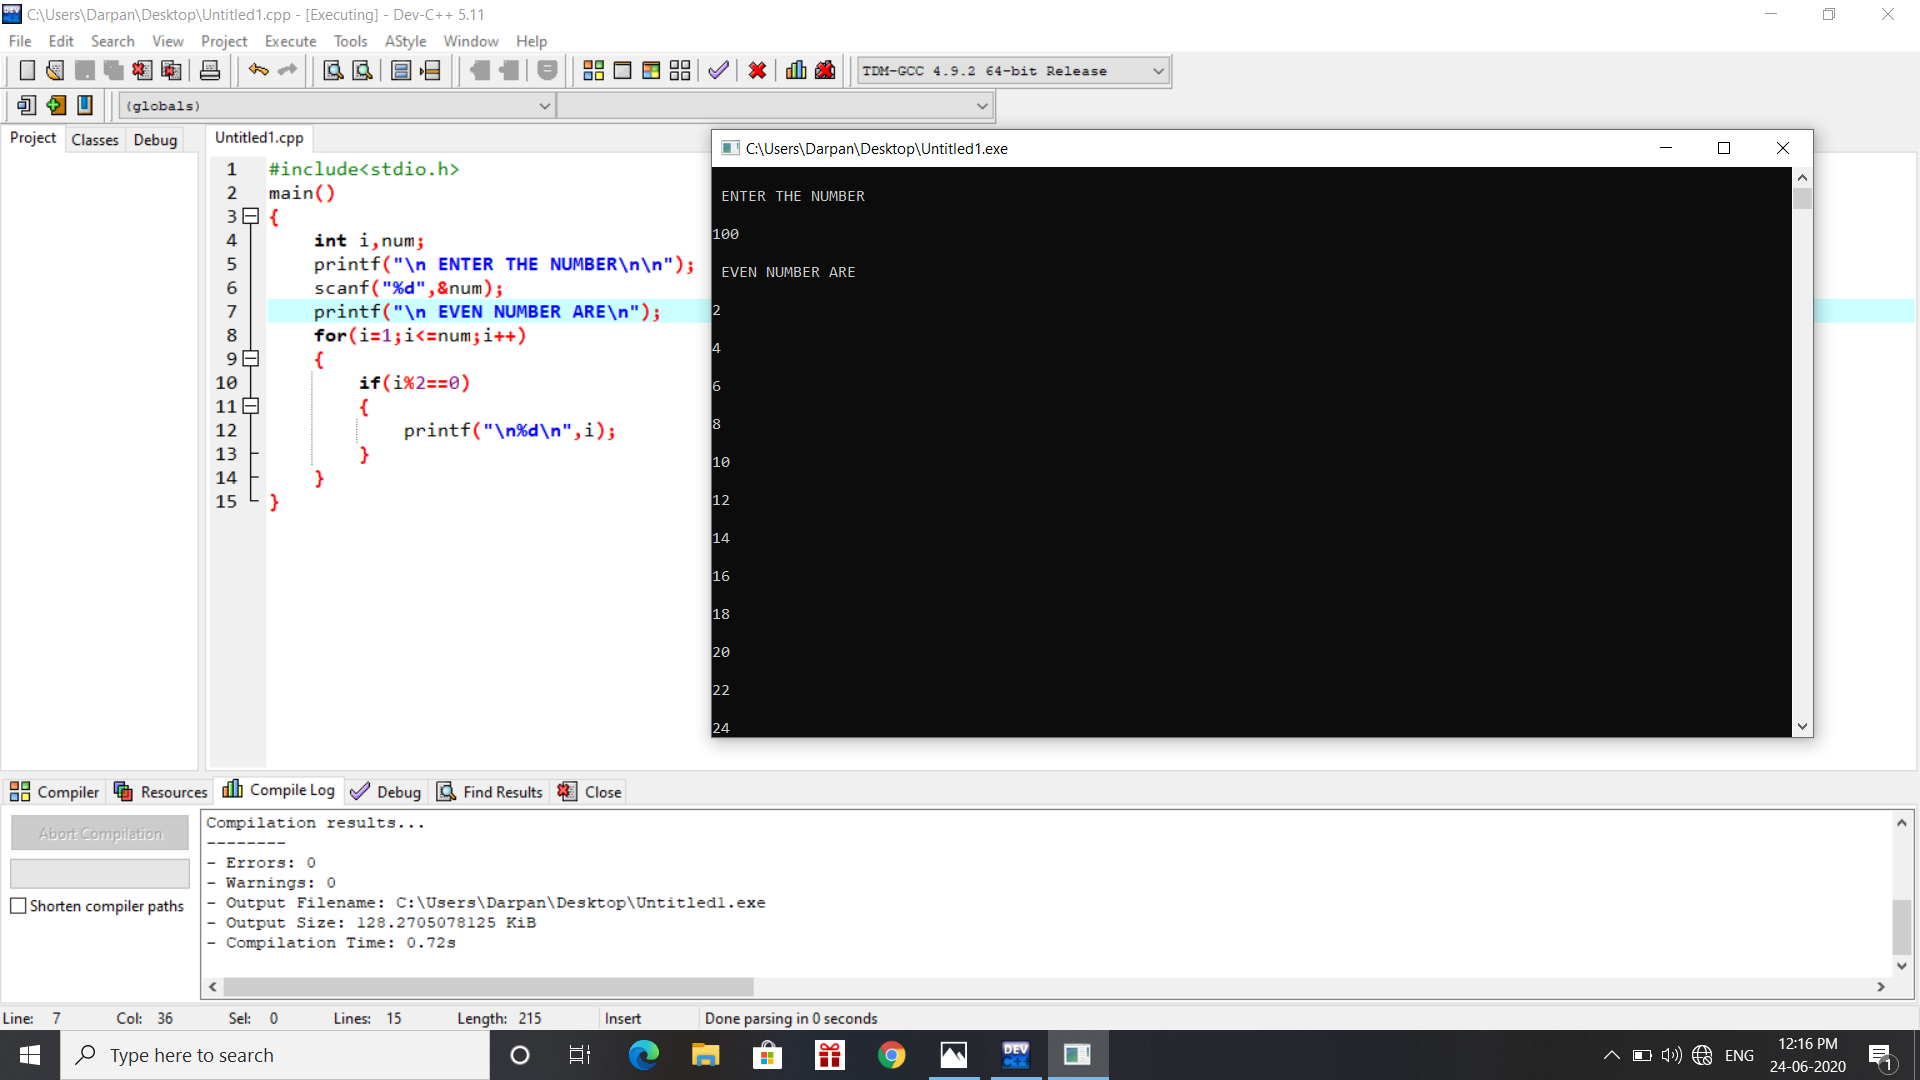 C:\Users\Darpan\Desktop\Untitled1.cpp - [Executing] - Dev-C++ 5.11
File Edit Search View Project Execute Tools AStyle Window Help
TDM-GCC 4.9.2 64-bit Release
(globals)
Project Classes Debug
Untitled1.cpp
1 #include<stdio.h>
2 main()
3 {
4 int i,num;
5 printf("\n ENTER THE NUMBER\n\n");
6 scanf("%d",&num);
7 printf("\n EVEN NUMBER ARE\n");
8 for(i=1;i<=num;i++)
9 {
10 if(i%2==0)
11 {
12 printf("\n%d\n",i);
13 }
14 }
15 }
C:\Users\Darpan\Desktop\Untitled1.exe
ENTER THE NUMBER
100
EVEN NUMBER ARE
2
4
6
8
10
12
14
16
18
20
22
24
Compiler Resources Compile Log Debug Find Results Close
Abort Compilation
Shorten compiler paths
Compilation results...
--------
- Errors: 0
- Warnings: 0
- Output Filename: C:\Users\Darpan\Desktop\Untitled1.exe
- Output Size: 128.2705078125 KiB
- Compilation Time: 0.72s
Line: 7 Col: 36 Sel: 0 Lines: 15 Length: 215 Insert Done parsing in 0 seconds
Type here to search
DEV C++
ENG
12:16 PM
24-06-2020
1